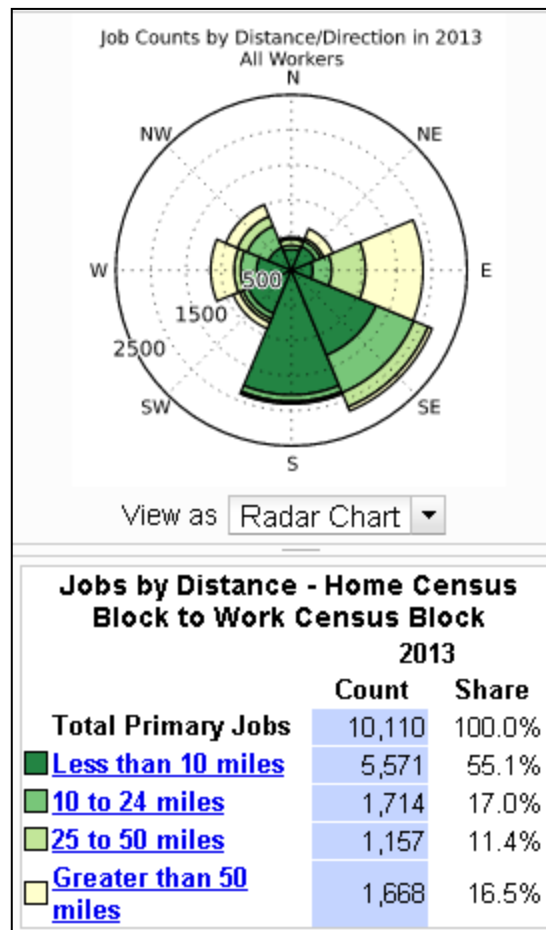 Job Counts by Distance/Direction in 2013
All Workers
N
NW
NE
W
E
500
1500
2500
SW
SE
S
View as Radar Chart
Jobs by Distance - Home Census
Block to Work Census Block
2013
Count Share
Total Primary Jobs 10,110 100.0%
Less than 10 miles 5,571 55.1%
10 to 24 miles 1,714 17.0%
25 to 50 miles 1,157 11.4%
Greater than 50
miles 1,668 16.5%